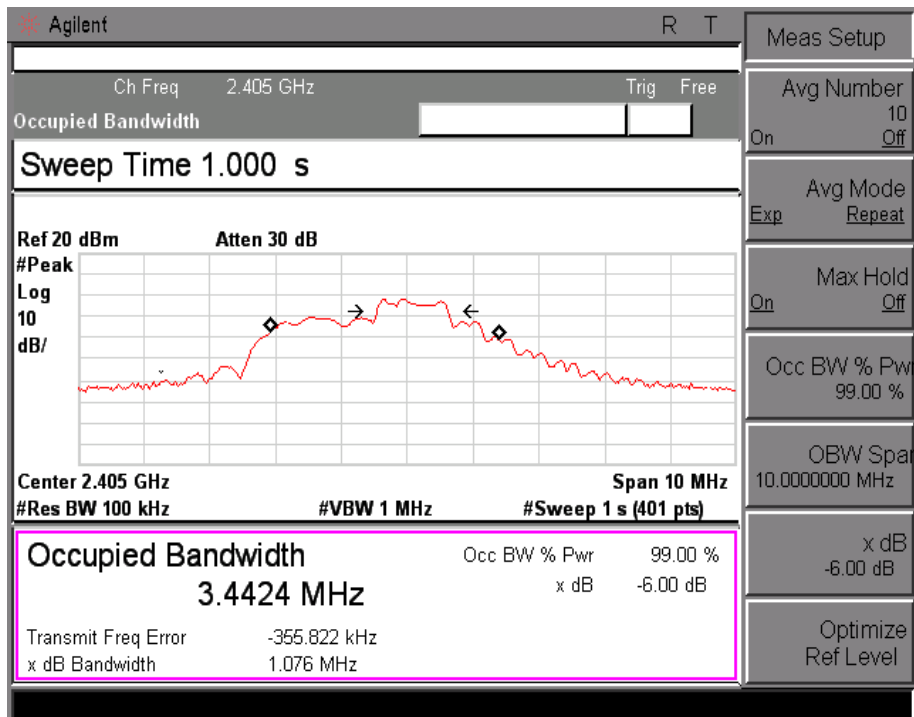 Agilent R T
Ch Freq 2.405 GHz Trig Free
Occupied Bandwidth
Sweep Time 1.000 s
Ref 20 dBm Atten 30 dB
#Peak
Log
10
dB/
Center 2.405 GHz Span 10 MHz
#Res BW 100 kHz #VBW 1 MHz #Sweep 1 s (401 pts)
Occupied Bandwidth
3.4424 MHz
Occ BW % Pwr 99.00 %
x dB -6.00 dB
Transmit Freq Error -355.822 kHz
x dB Bandwidth 1.076 MHz
Meas Setup
Avg Number
10
On Off
Avg Mode
Exp Repeat
Max Hold
On Off
Occ BW % Pwr
99.00 %
OBW Span
10.0000000 MHz
x dB
-6.00 dB
Optimize
Ref Level